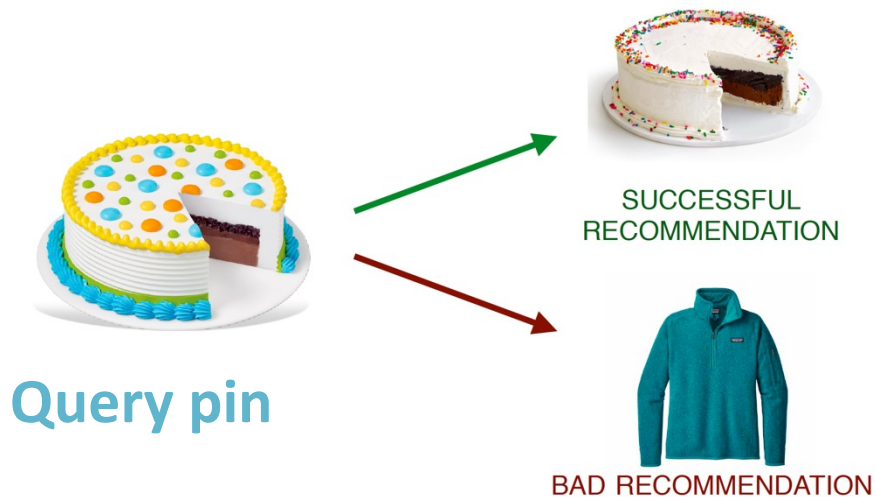 Query pin
SUCCESSFUL
RECOMMENDATION
BAD RECOMMENDATION